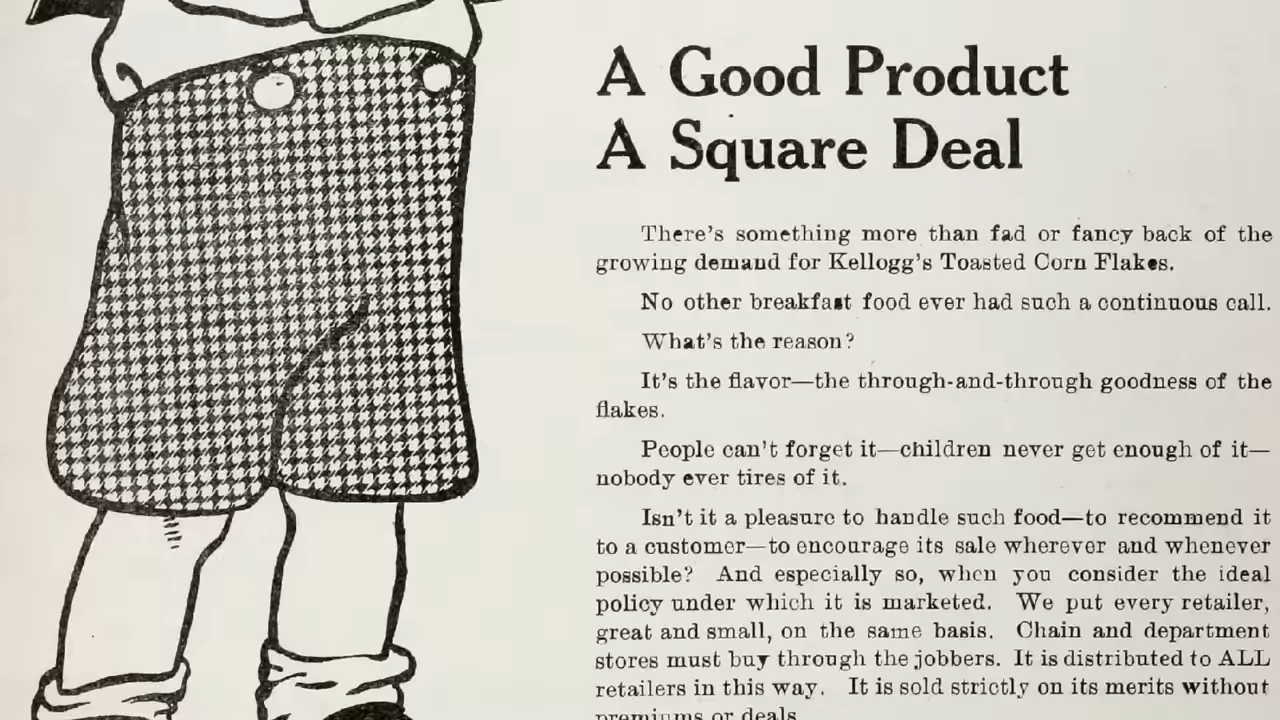 A Good Product
A Square Deal
There's something more than fad or fancy back of the
growing demand for Kellogg's Toasted Corn Flakes.
No other breakfast food ever had such a continuous call.
What's the reason?
It's the flavor—the through-and-through goodness of the
flakes.
People can't forget it—children never get enough of it—
nobody ever tires of it.
Isn't it a pleasure to handle such food—to recommend it
to a customer—to encourage its sale wherever and whenever
possible? And especially so, when you consider the ideal
policy under which it is marketed. We put every retailer,
great and small, on the same basis. Chain and department
stores must buy through the jobbers. It is distributed to ALL
retailers in this way. It is sold strictly on its merits without
premiums or deals